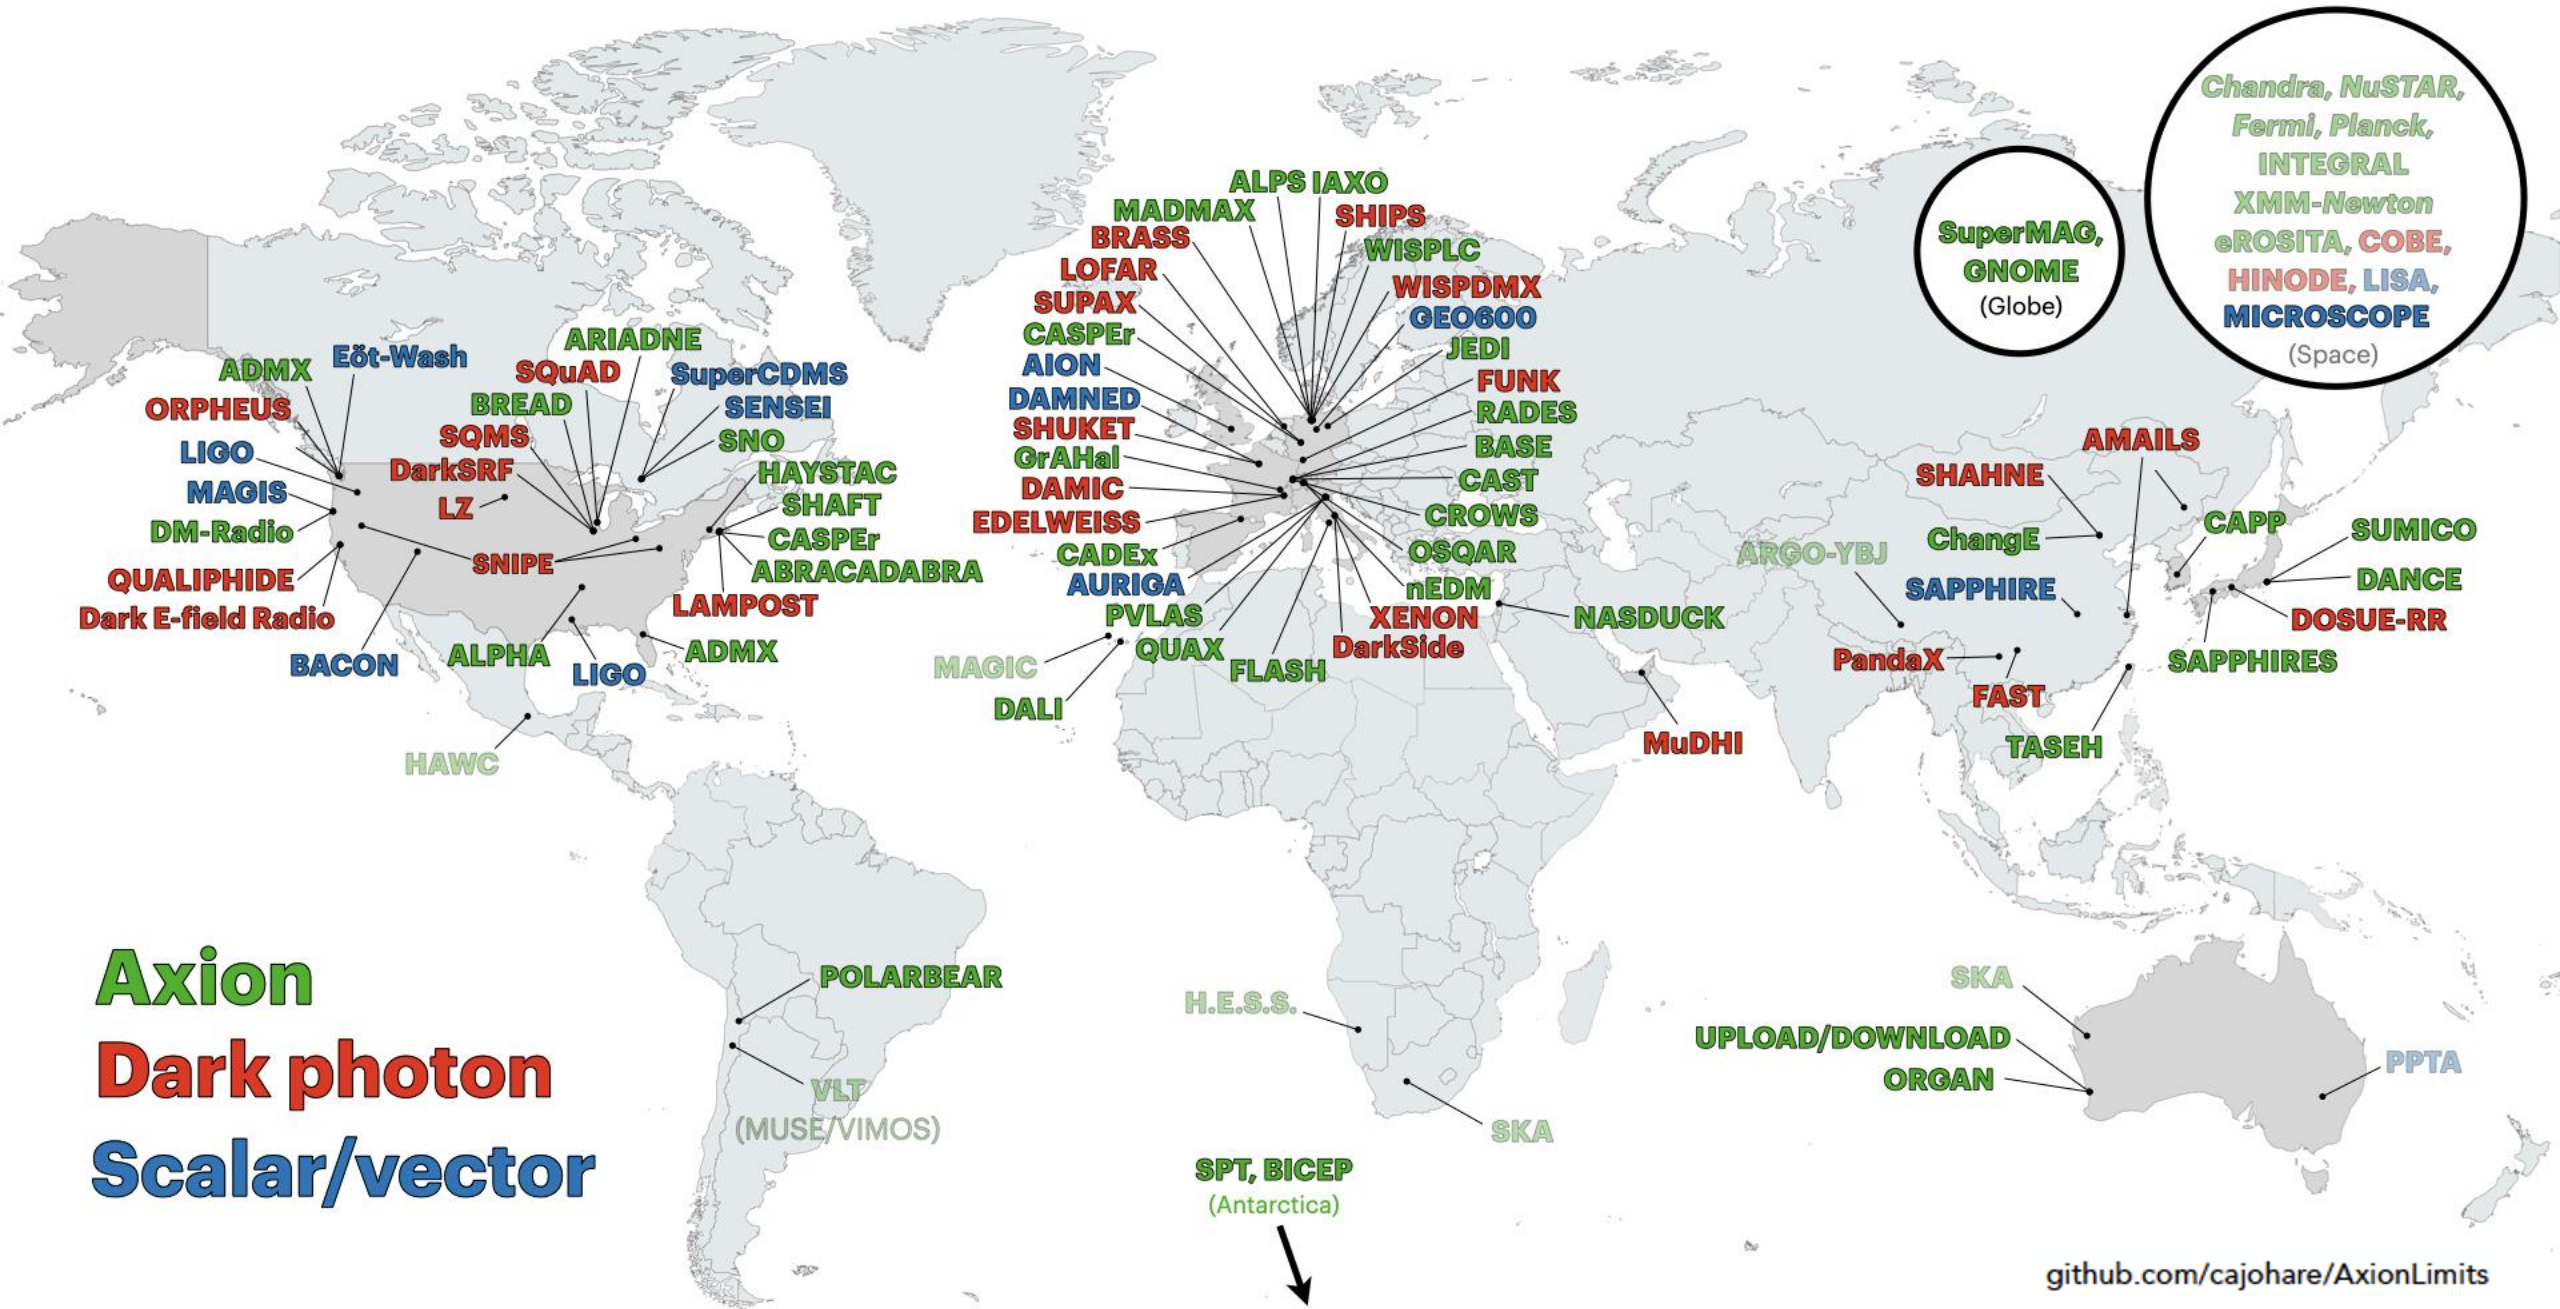 Chandra, NuSTAR,
Fermi, Planck,
INTEGRAL
XMM-Newton
eROSITA, COBE,
HINODE, LISA,
MICROSCOPE
(Space)
SuperMAG,
GNOME
(Globe)
ADMX
Eöt-Wash
ORPHEUS
LIGO
MAGIS
DM-Radio
QUALIPHIDE
Dark E-field Radio
BACON
ARIADNE
SQuAD
BREAD
SQMS
DarkSRF
LZ
SNIPE
ALPHA
LIGO
ADMX
SuperCDMS
SENSEI
SNO
HAYSTAC
SHAFT
CASPEr
ABRACADABRA
LAMPOST
HAWC
ALPS
IAXO
MADMAX
SHIPS
BRASS
WISPLC
LOFAR
WISPDMX
SUPAX
GEO600
CASPEr
JEDI
AION
FUNK
DAMNED
RADES
SHUKET
BASE
GrAHal
CAST
DAMIC
CROWS
EDELWEISS
OSQAR
CADEx
nEDM
AURIGA
XENON
PVLAS
DarkSide
QUAX
FLASH
MAGIC
DALI
NASDUCK
MuDHI
AMAILS
SHAHNE
ChangE
CAPP
SUMICO
ARGO-YBJ
SAPPHIRE
DANCE
DOSUE-RR
PandaX
SAPPHIRES
FAST
TASEH
POLARBEAR
VLT
(MUSE/VIMOS)
H.E.S.S.
SKA
SKA
UPLOAD/DOWNLOAD
ORGAN
PPTA
SPT, BICEP
(Antarctica)
Axion
Dark photon
Scalar/vector
github.com/cajohare/AxionLimits